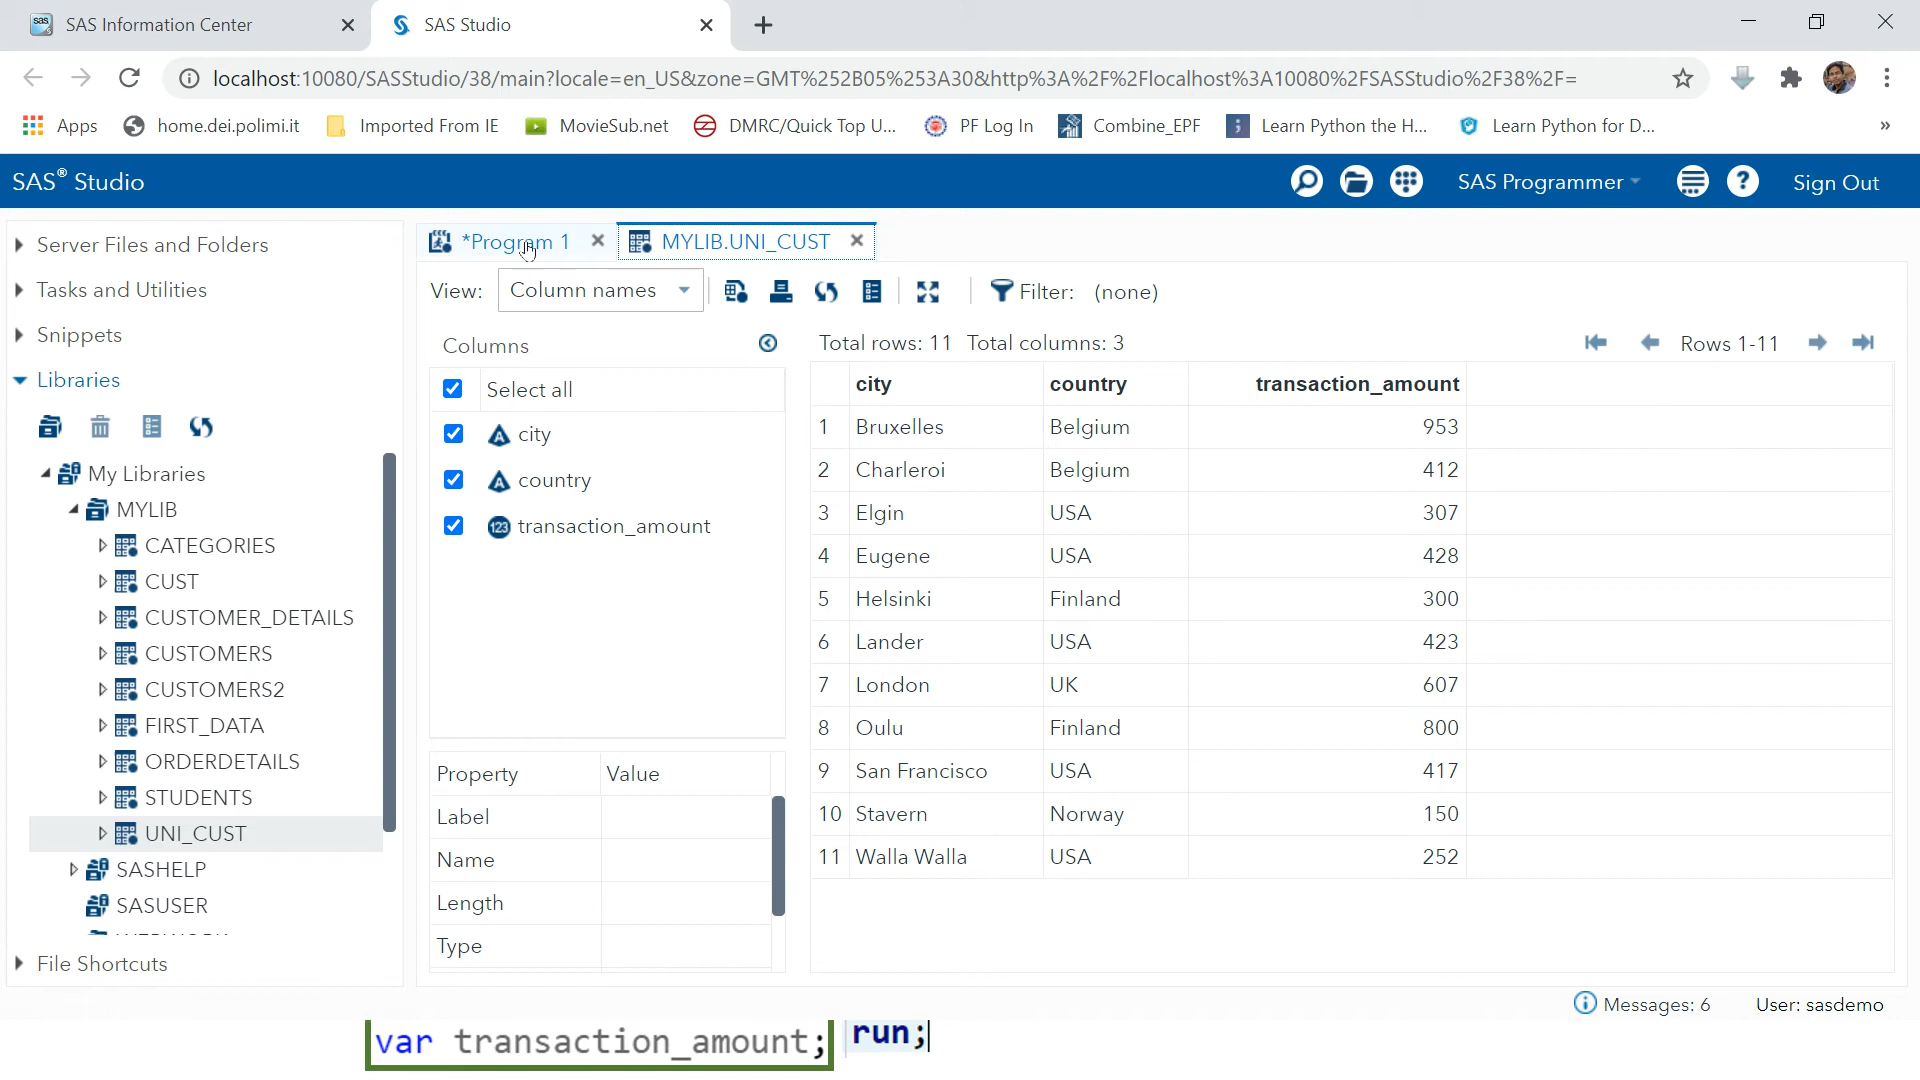 SAS Information Center
SAS Studio
localhost:10080/SASStudio/38/main?locale=en_US&zone=GMT%252B05%253A30&http%3A%2F%2Flocalhost%3A10080%2FSASStudio%2F38%2F=
Apps home.dei.polimi.it Imported From IE MovieSub.net DMRC/Quick Top U... PF Log In Combine_EPF Learn Python the H... Learn Python for D... »
SAS® Studio SAS Programmer Sign Out
Server Files and Folders
Tasks and Utilities
Snippets
Libraries
My Libraries
MYLIB
CATEGORIES
CUST
CUSTOMER_DETAILS
CUSTOMERS
CUSTOMERS2
FIRST_DATA
ORDERDETAILS
STUDENTS
UNI_CUST
SASHELP
SASUSER
File Shortcuts
*Program 1 MYLIB.UNI_CUST
View: Column names Filter: (none)
Columns
Select all
city
country
transaction_amount
Property Value
Label
Name
Length
Type
Total rows: 11 Total columns: 3 Rows 1-11
city country transaction_amount
1 Bruxelles Belgium 953
2 Charleroi Belgium 412
3 Elgin USA 307
4 Eugene USA 428
5 Helsinki Finland 300
6 Lander USA 423
7 London UK 607
8 Oulu Finland 800
9 San Francisco USA 417
10 Stavern Norway 150
11 Walla Walla USA 252
Messages: 6 User: sasdemo
var transaction_amount; run;